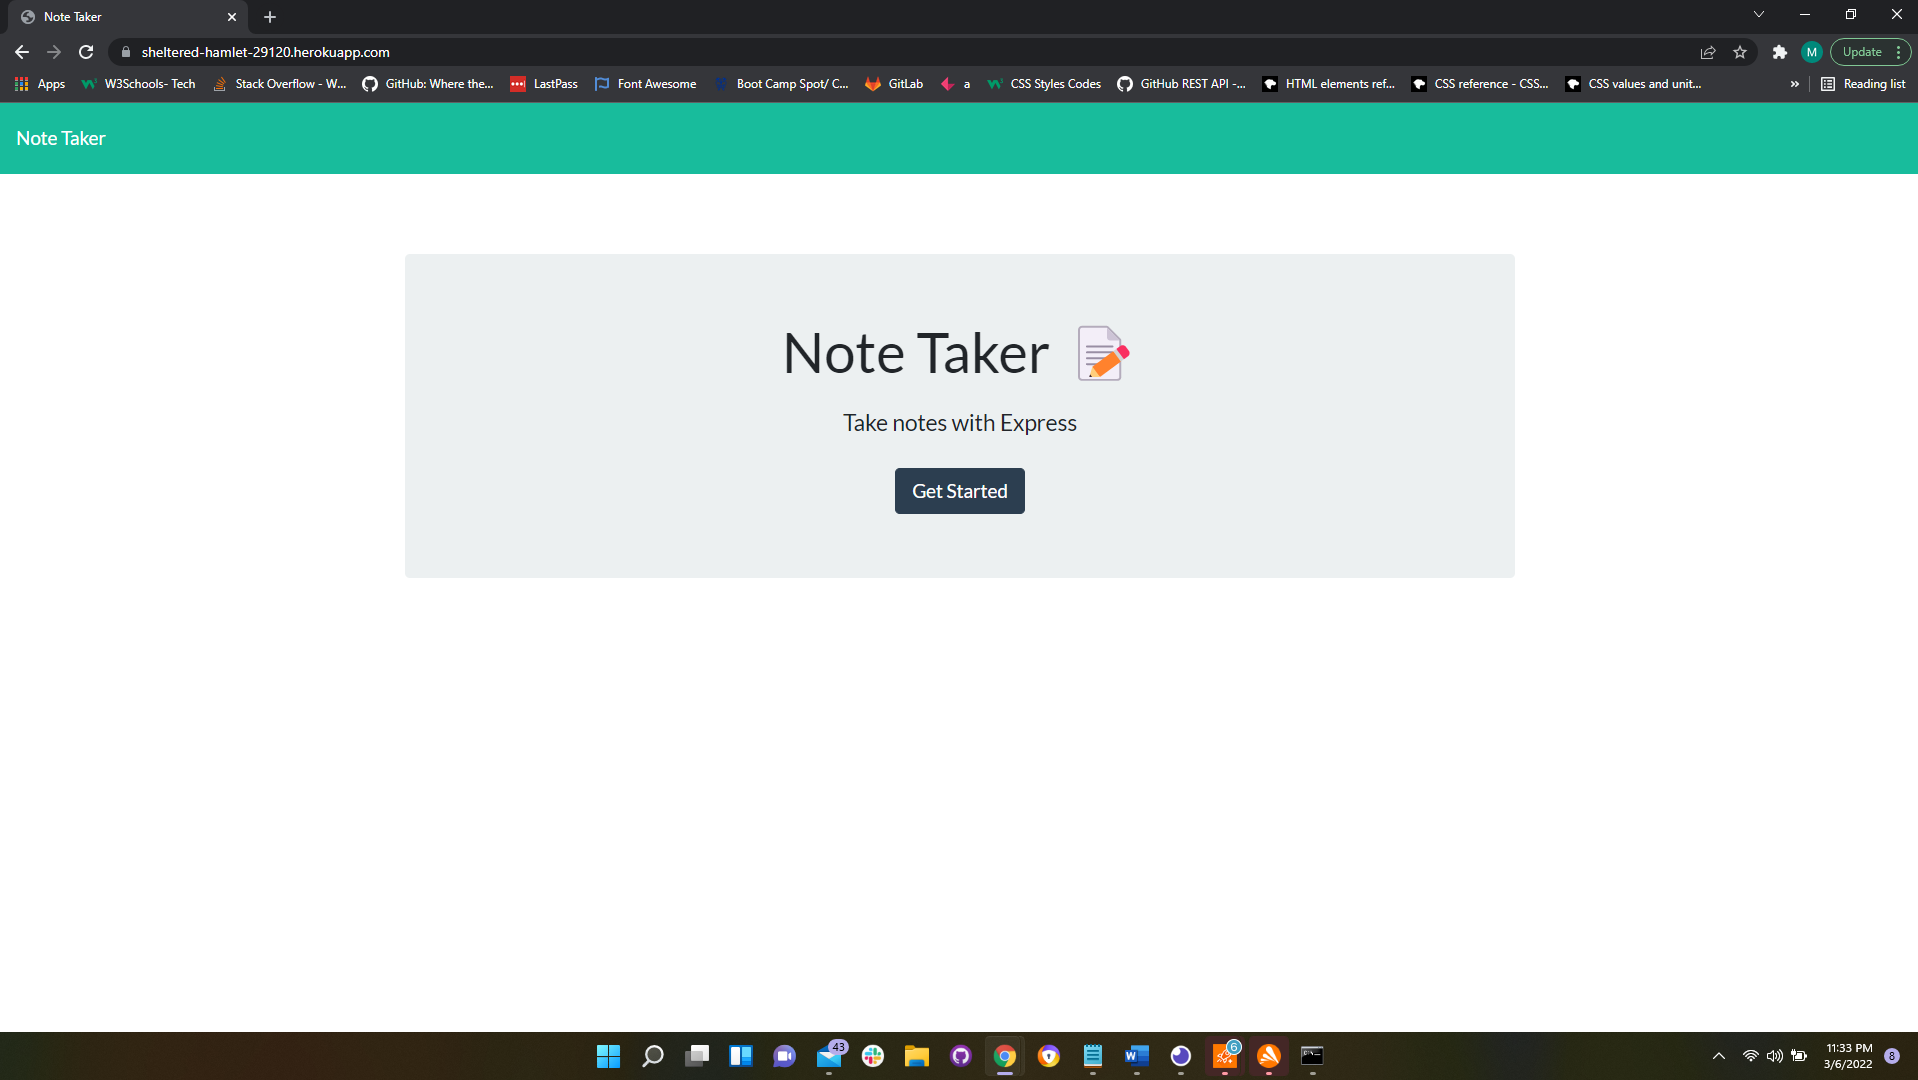 Note Taker
sheltered-hamlet-29120.herokuapp.com
M
Update
Apps
W3Schools- Tech
Stack Overflow - W...
GitHub: Where the...
LastPass
Font Awesome
Boot Camp Spot/ C...
GitLab
a
CSS Styles Codes
GitHub REST API -...
HTML elements ref...
CSS reference - CSS...
CSS values and unit...
»
Reading list
Note Taker
Note Taker
Take notes with Express
Get Started
43
W
6
11:33 PM
3/6/2022
8